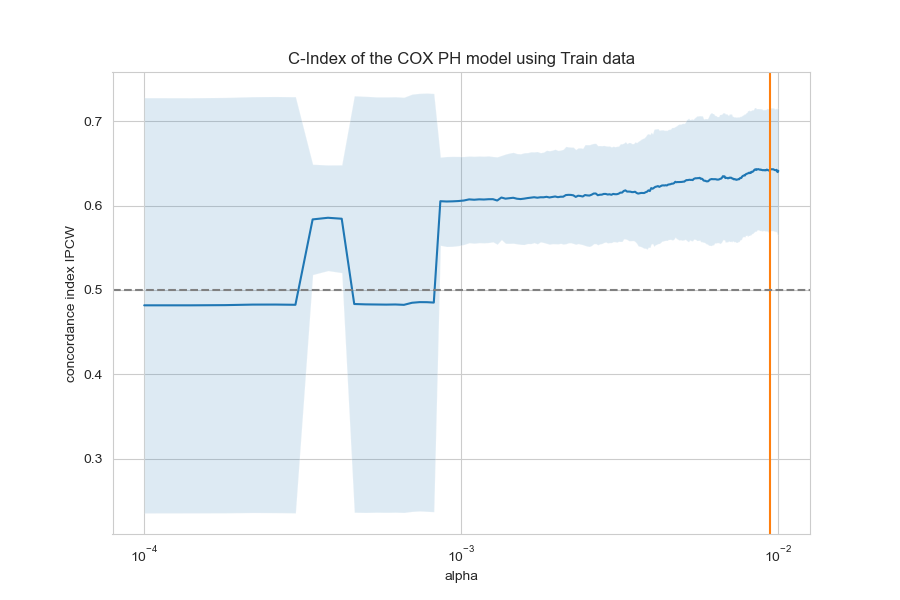 C-Index of the COX PH model using Train data
concordance index IPCW
0.7
0.6
0.5
0.4
0.3
10⁻⁴
10⁻³
10⁻²
alpha